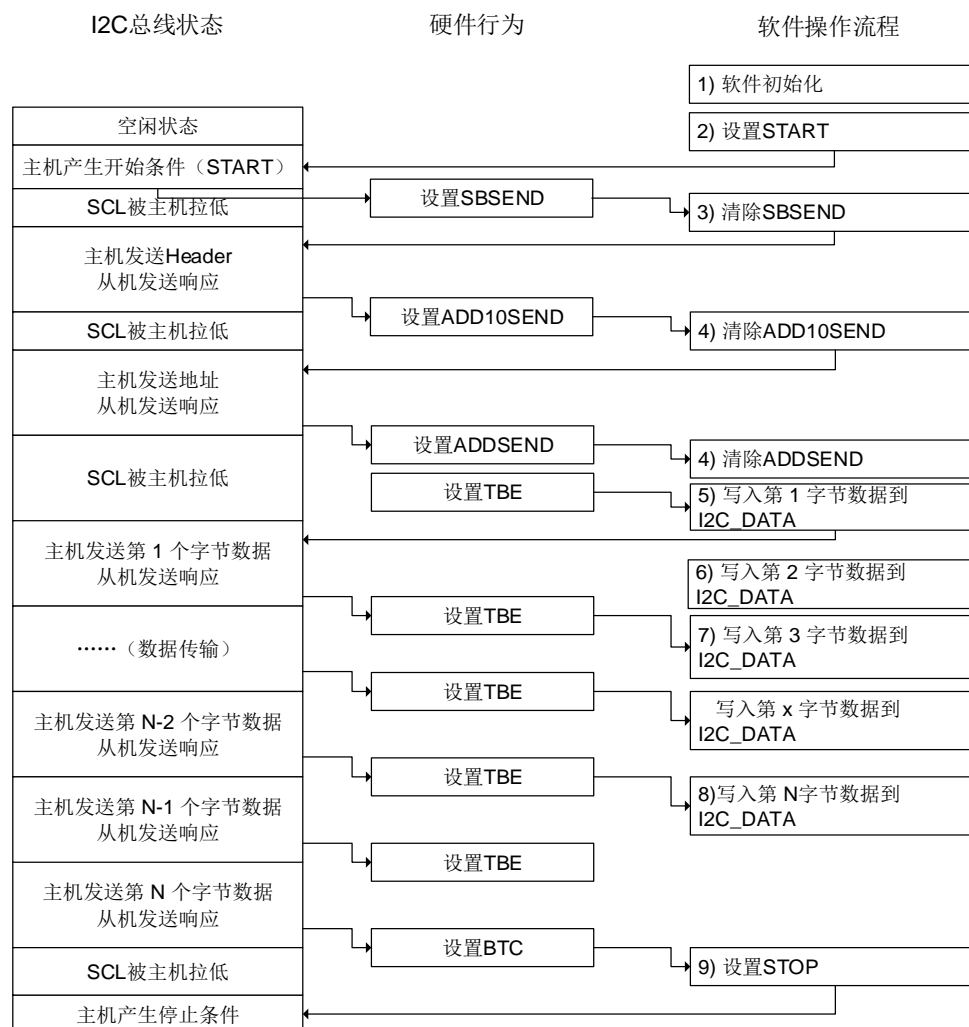 I2C总线状态
硬件行为
软件操作流程
1) 软件初始化
空闲状态
2) 设置START
主机产生开始条件（START）
SCL被主机拉低
设置SBSEND
3) 清除SBSEND
主机发送Header
从机发送响应
设置ADD10SEND
4) 清除ADD10SEND
SCL被主机拉低
主机发送地址
从机发送响应
设置ADDSEND
4) 清除ADDSEND
SCL被主机拉低
设置TBE
5) 写入第 1 字节数据到
I2C_DATA
主机发送第 1 个字节数据
从机发送响应
6) 写入第 2 字节数据到
I2C_DATA
设置TBE
7) 写入第 3 字节数据到
I2C_DATA
……（数据传输）
设置TBE
写入第 x 字节数据到
I2C_DATA
主机发送第 N-2 个字节数据
从机发送响应
设置TBE
8)写入第 N字节数据到
I2C_DATA
主机发送第 N-1 个字节数据
从机发送响应
设置TBE
主机发送第 N 个字节数据
从机发送响应
设置BTC
9) 设置STOP
SCL被主机拉低
主机产生停止条件